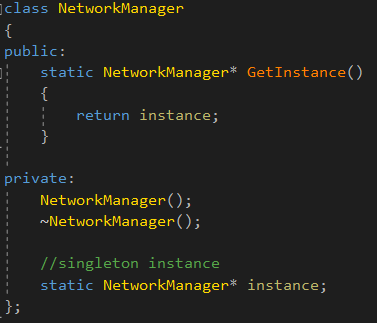 class NetworkManager
{
public:
    static NetworkManager* GetInstance()
    {
        return instance;
    }

private:
    NetworkManager();
    ~NetworkManager();

    //singleton instance
    static NetworkManager* instance;
};